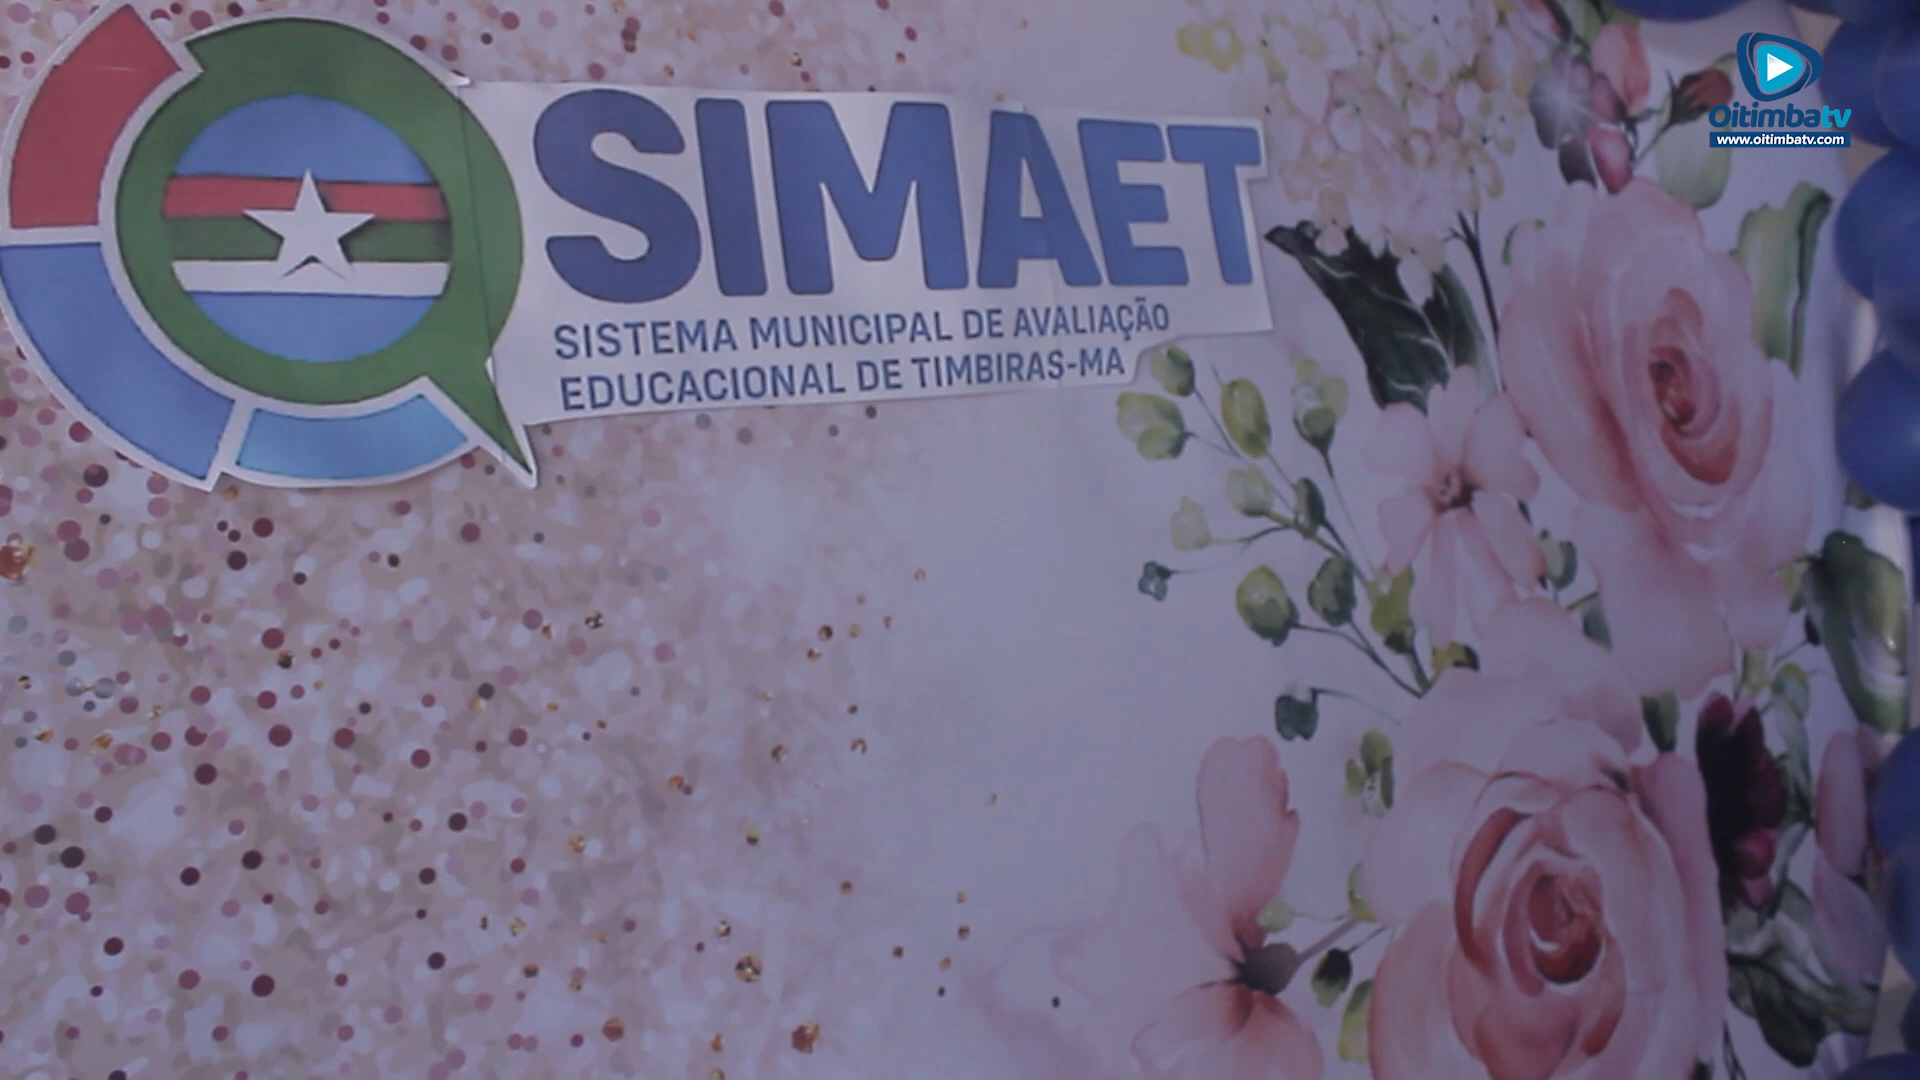 SIMAET
SISTEMA MUNICIPAL DE AVALIAÇÃO
EDUCACIONAL DE TIMBIRAS-MA
Oitimbatv
www.oitimbatv.com